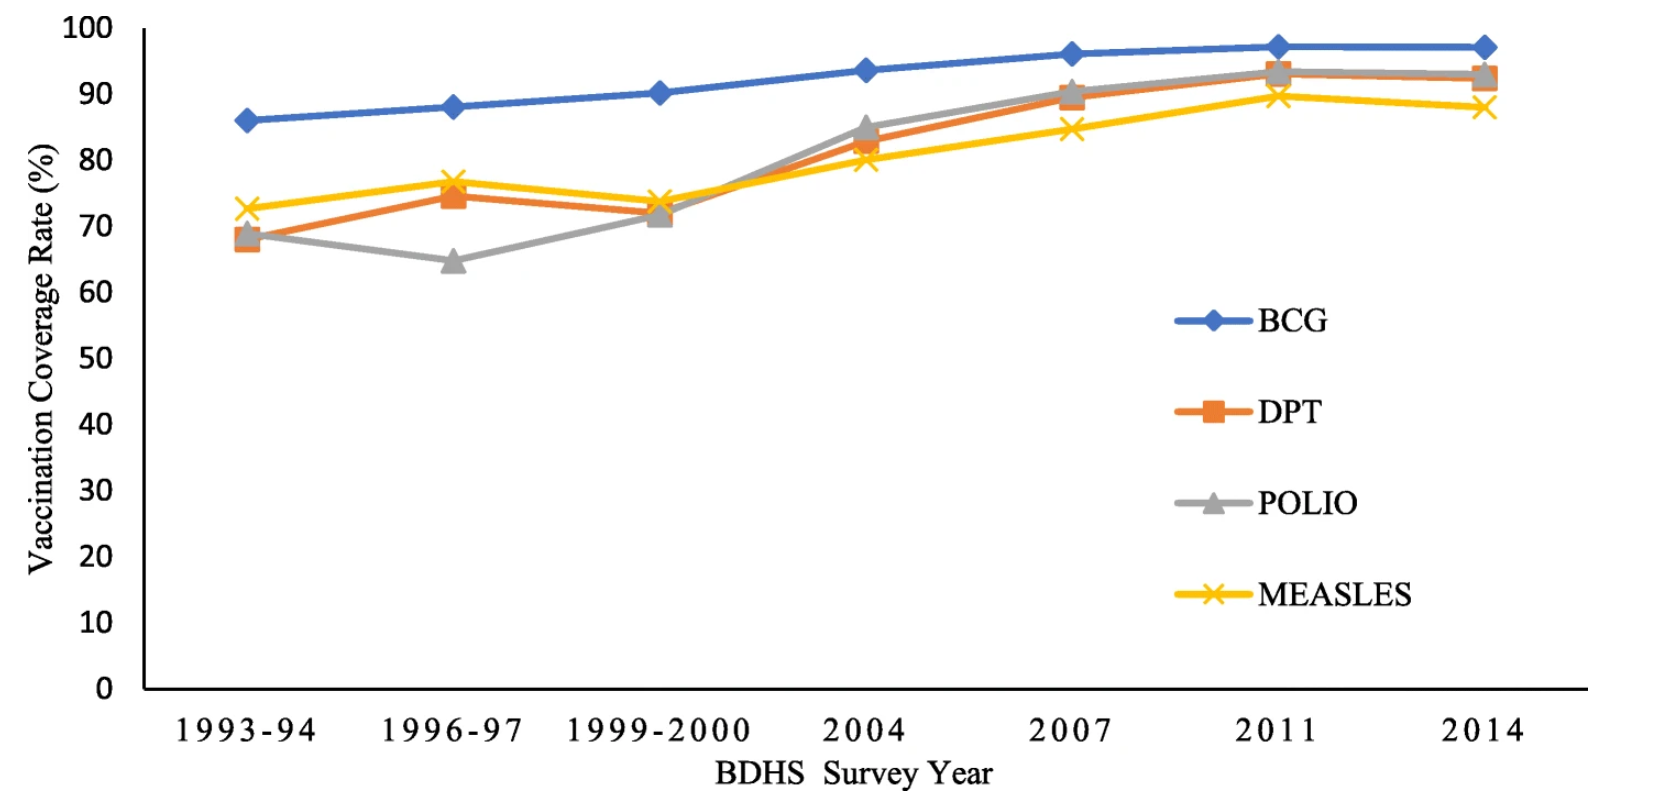 100
90
80
70
60
50
40
30
20
10
0
Vaccination Coverage Rate (%)
BCG
DPT
POLIO
MEASLES
1993-94 1996-97 1999-2000 2004 2007 2011 2014
BDHS Survey Year